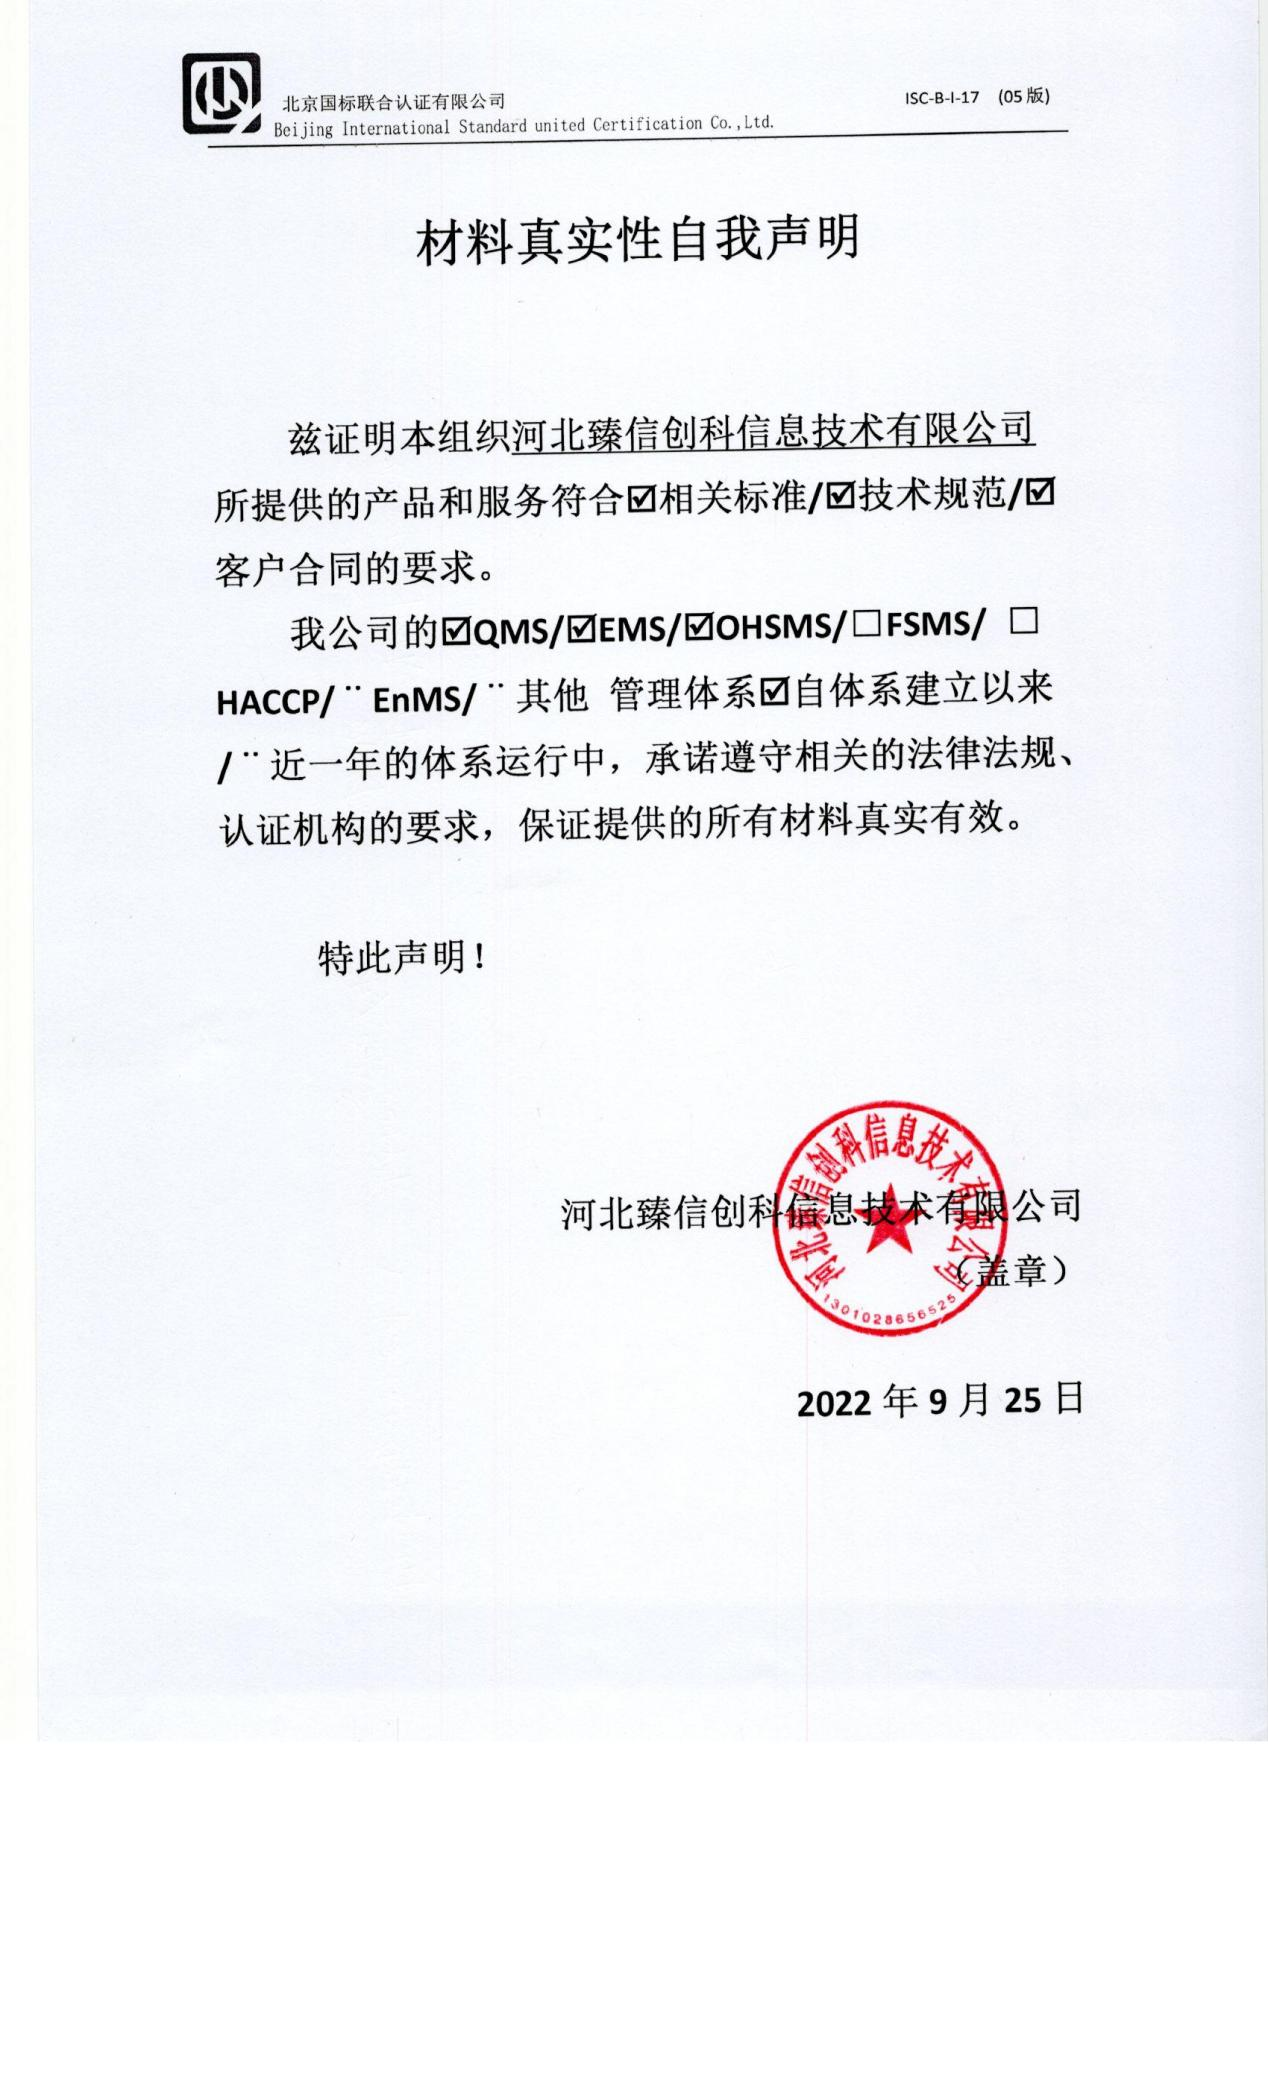 北京国标联合认证有限公司
ISC-B-I-17 (05版)
Beijing International Standard united Certification Co.,Ltd.
材料真实性自我声明
兹证明本组织河北臻信创科信息技术有限公司
所提供的产品和服务符合☑相关标准/☑技术规范/☑
客户合同的要求。
我公司的☑QMS/☑EMS/☑OHSMS/□FSMS/ □
HACCP/¨ EnMS/¨其他 管理体系☑自体系建立以来
/¨近一年的体系运行中，承诺遵守相关的法律法规、
认证机构的要求，保证提供的所有材料真实有效。
特此声明！
河北臻信创科信息技术有限公司
河北臻信创科信息技术有限公司
（盖章）
1301028656525
2022 年 9 月 25 日